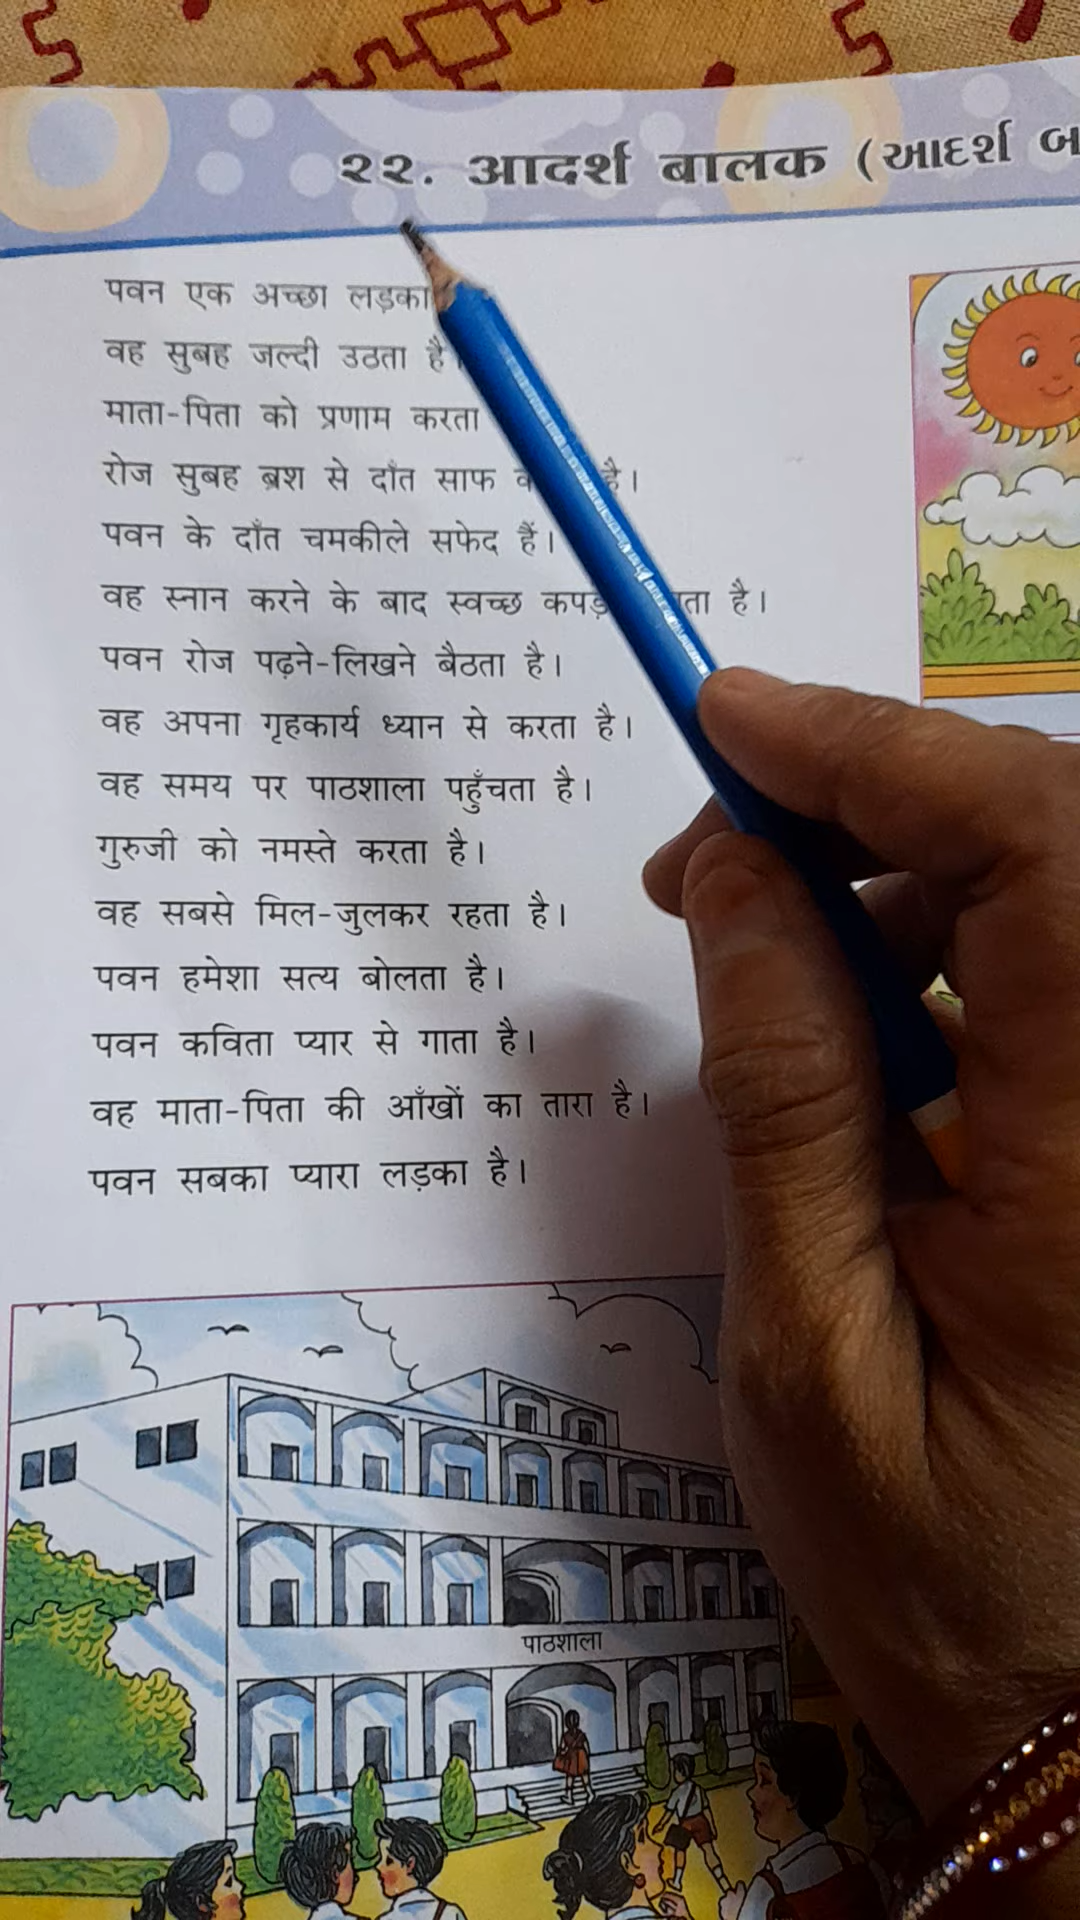 २२. आदर्श बालक (આદર્શ
पवन एक अच्छा लड़का
वह सुबह जल्दी उठता है
माता-पिता को प्रणाम करता
रोज सुबह ब्रश से दाँत साफ है।
पवन के दाँत चमकीले सफेद हैं।
वह स्नान करने के बाद स्वच्छ है।
पवन रोज पढ़ने-लिखने बैठता है।
वह अपना गृहकार्य ध्यान से करता है।
वह समय पर पाठशाला पहुँचता है।
गुरुजी को नमस्ते करता है।
वह सबसे मिल-जुलकर रहता है।
पवन हमेशा सत्य बोलता है।
पवन कविता प्यार से गाता है।
वह माता-पिता की आँखों का तारा है।
पवन सबका प्यारा लड़का है।
पाठशाला